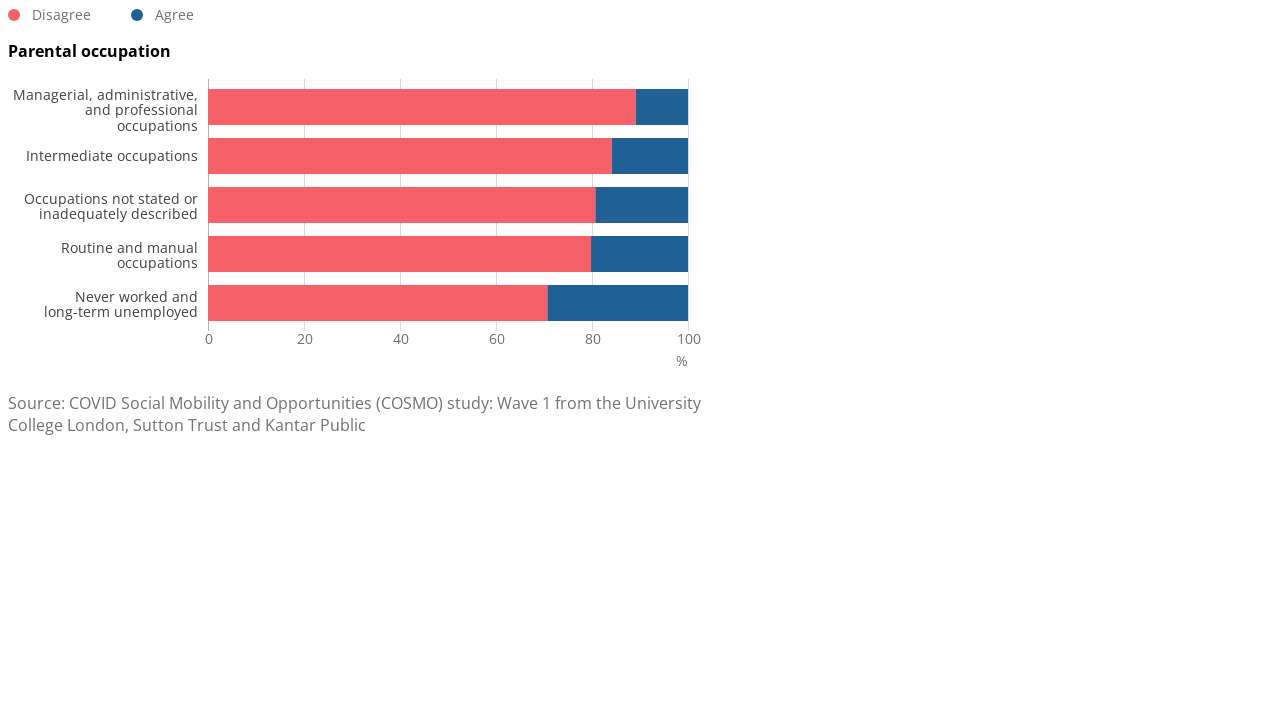 Disagree Agree
Parental occupation
Managerial, administrative,
and professional
occupations
Intermediate occupations
Occupations not stated or
inadequately described
Routine and manual
occupations
Never worked and
long-term unemployed
0 20 40 60 80 100
%
Source: COVID Social Mobility and Opportunities (COSMO) study: Wave 1 from the University
College London, Sutton Trust and Kantar Public